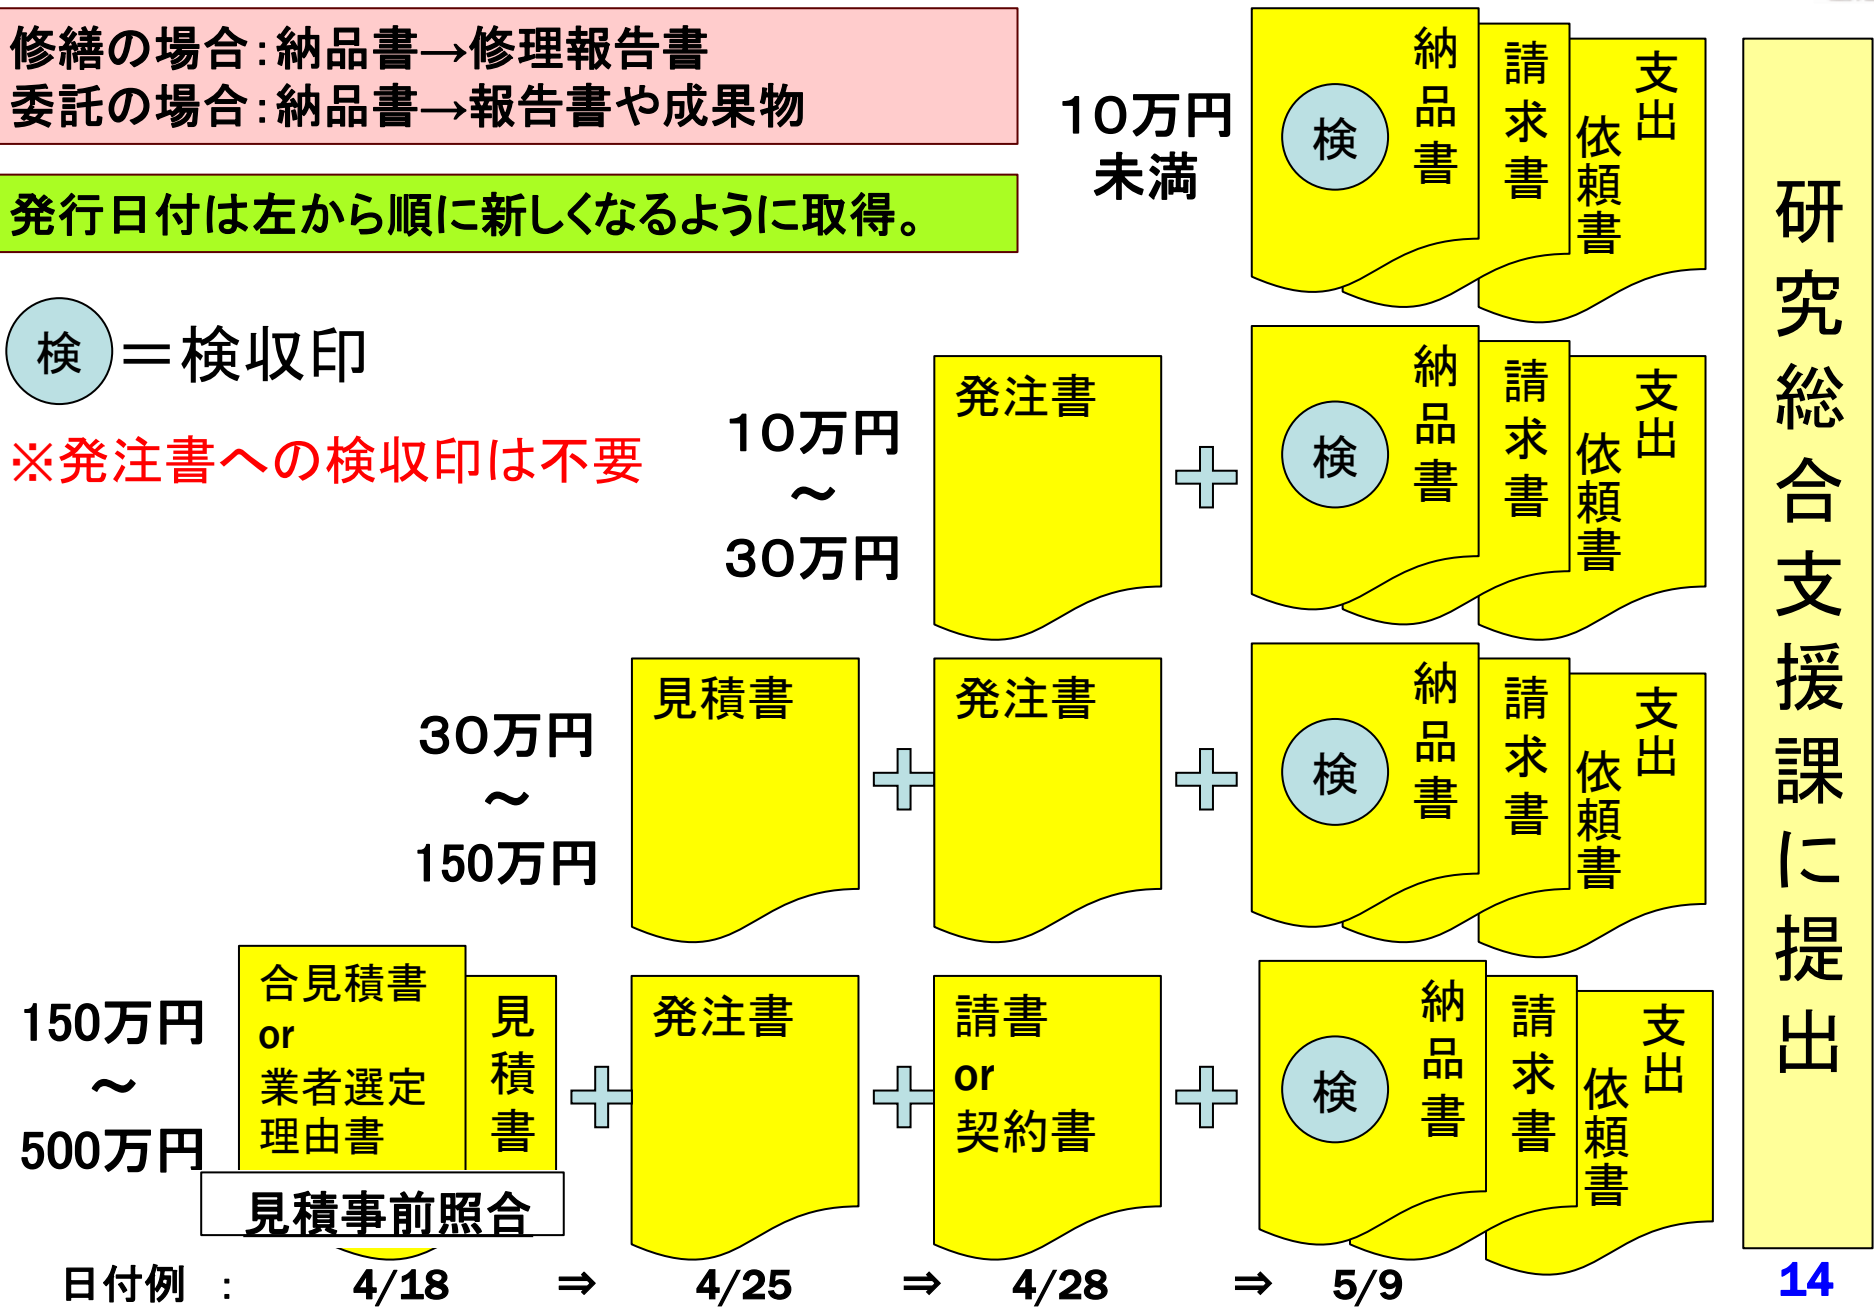 修繕の場合：納品書→修理報告書
委託の場合：納品書→報告書や成果物
発行日付は左から順に新しくなるように取得。
検
＝検収印
※発注書への検収印は不要
10万円
未満
検
納品書
請求書
支出
依頼書
10万円
～
30万円
発注書
検
納品書
請求書
支出
依頼書
30万円
～
150万円
見積書
発注書
検
納品書
請求書
支出
依頼書
150万円
～
500万円
合見積書
or
業者選定
理由書
見積書
見積事前照合
発注書
請書
or
契約書
検
納品書
請求書
支出
依頼書
研究総合支援課に提出
日付例 ： 4/18 ⇒ 4/25 ⇒ 4/28 ⇒ 5/9
14